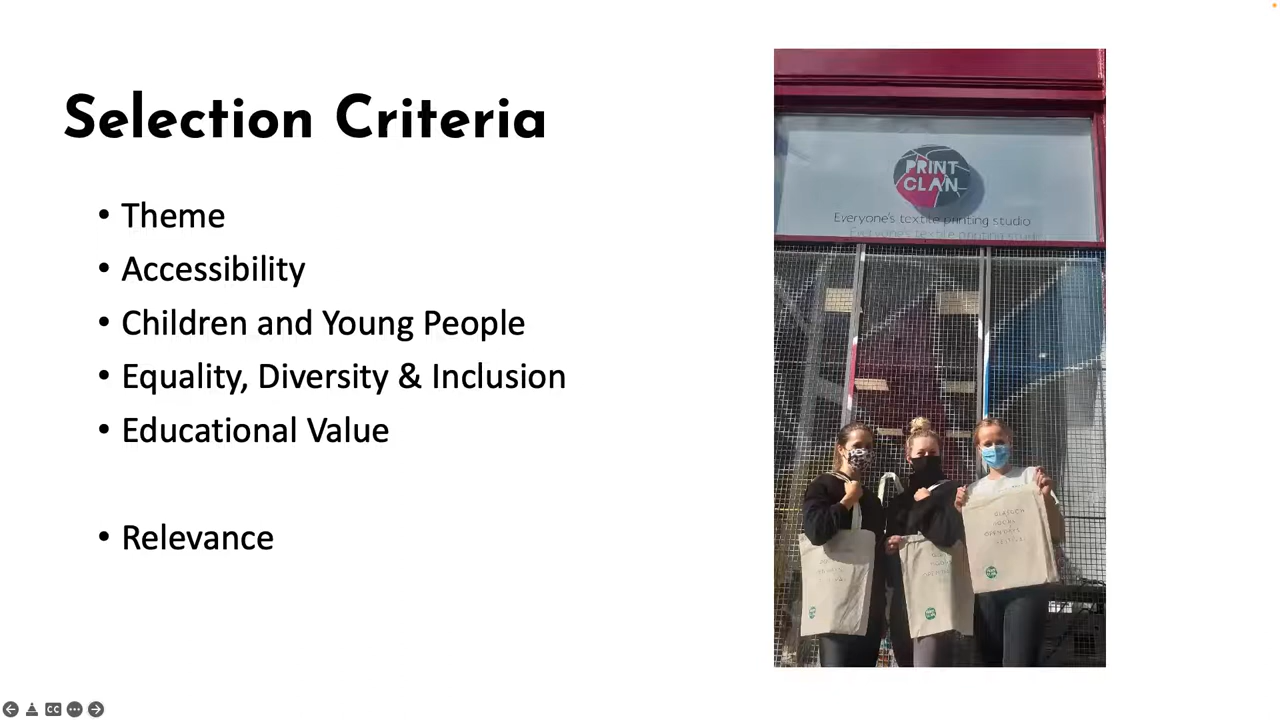 Selection Criteria
• Theme
• Accessibility
• Children and Young People
• Equality, Diversity & Inclusion
• Educational Value
• Relevance
PRINT
CLAN
Everyone's textile printing studio
CC